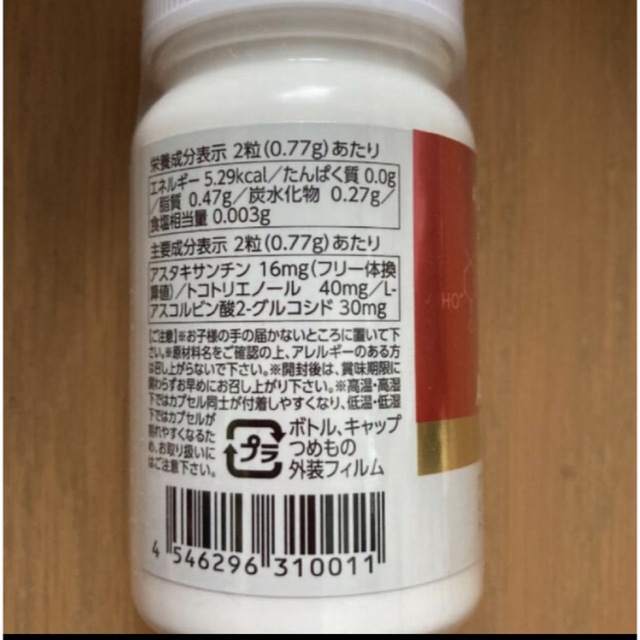 栄養成分表示 2粒(0.77g)あたり
エネルギー 5.29kcal/たんぱく質 0.0g
/脂質 0.47g/炭水化物 0.27g/
食塩相当量 0.003g
主要成分表示 2粒(0.77g)あたり
アスタキサンチン 16mg(フリー体換
算値)/トコトリエノール 40mg/L-
アスコルビン酸2-グルコシド 30mg
【ご注意】※お子様の手の届かないところに置いて下
さい。※原材料名をご確認の上、アレルギーのある方
は召し上がらないで下さい。※開封後は、賞味期限に
関わらずお早めにお召し上がり下さい。※高温・高湿
下ではカプセル同士が付着しやすくなり、低温・低湿
下ではカプセルが
割れやすくなるた
め、お取り扱いに
はご注意下さい。
プラ
ボトル、キャップ
つめもの
外装フィルム
4 546296 310011
HO